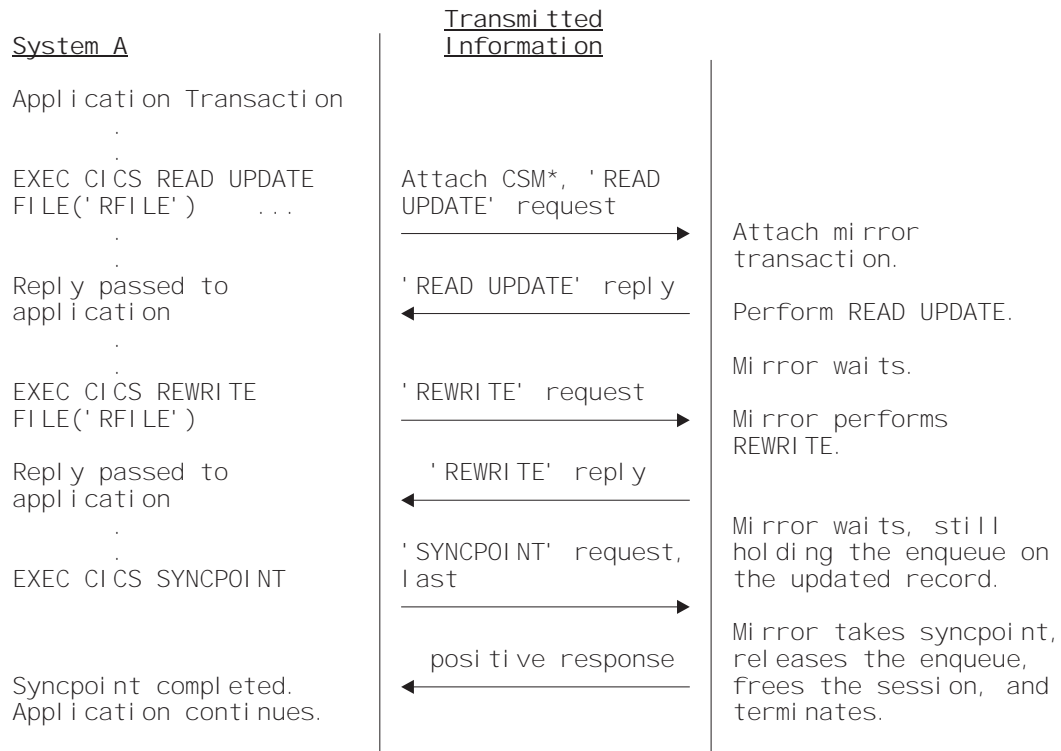 Transmitted
System A Information
Application Transaction
.
.
EXEC CICS READ UPDATE Attach CSM*, 'READ
FILE('RFILE') ... UPDATE' request
. Attach mirror
. transaction.
Reply passed to 'READ UPDATE' reply
application Perform READ UPDATE.
.
. Mirror waits.
EXEC CICS REWRITE 'REWRITE' request
FILE('RFILE') Mirror performs
REWRITE.
Reply passed to 'REWRITE' reply
application
. Mirror waits, still
. 'SYNCPOINT' request, holding the enqueue on
EXEC CICS SYNCPOINT last the updated record.
Mirror takes syncpoint,
positive response releases the enqueue,
Syncpoint completed. frees the session, and
Application continues. terminates.